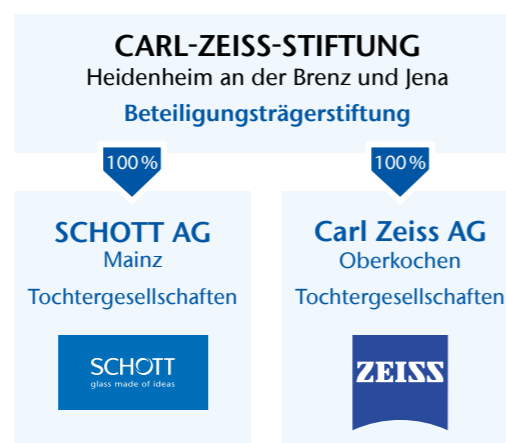 CARL-ZEISS-STIFTUNG
Heidenheim an der Brenz und Jena
Beteiligungsträgerstiftung
100 %
100 %
SCHOTT AG
Mainz
Tochtergesellschaften
SCHOTT
glass made of ideas
Carl Zeiss AG
Oberkochen
Tochtergesellschaften
ZEISS